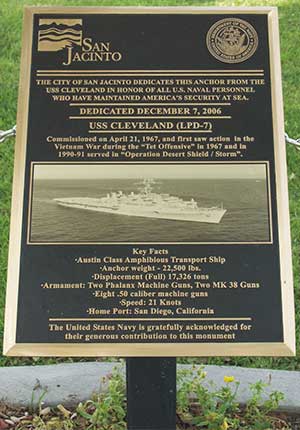 SAN
JACINTO
THE CITY OF SAN JACINTO DEDICATES THIS ANCHOR FROM THE
USS CLEVELAND IN HONOR OF ALL U.S. NAVAL PERSONNEL
WHO HAVE MAINTAINED AMERICA'S SECURITY AT SEA.
DEDICATED DECEMBER 7, 2006
USS CLEVELAND (LPD-7)
Commissioned on April 21, 1967, and first saw action in the
Vietnam War during the "Tet Offensive" in 1967 and in
1990-91 served in "Operation Desert Shield / Storm".
Key Facts
·Austin Class Amphibious Transport Ship
·Anchor weight - 22,500 lbs.
·Displacement (Full) 17,326 tons
·Armament: Two Phalanx Machine Guns, Two MK 38 Guns
·Eight .50 caliber machine guns
·Speed: 21 Knots
·Home Port: San Diego, California
The United States Navy is gratefully acknowledged for
their generous contribution to this monument